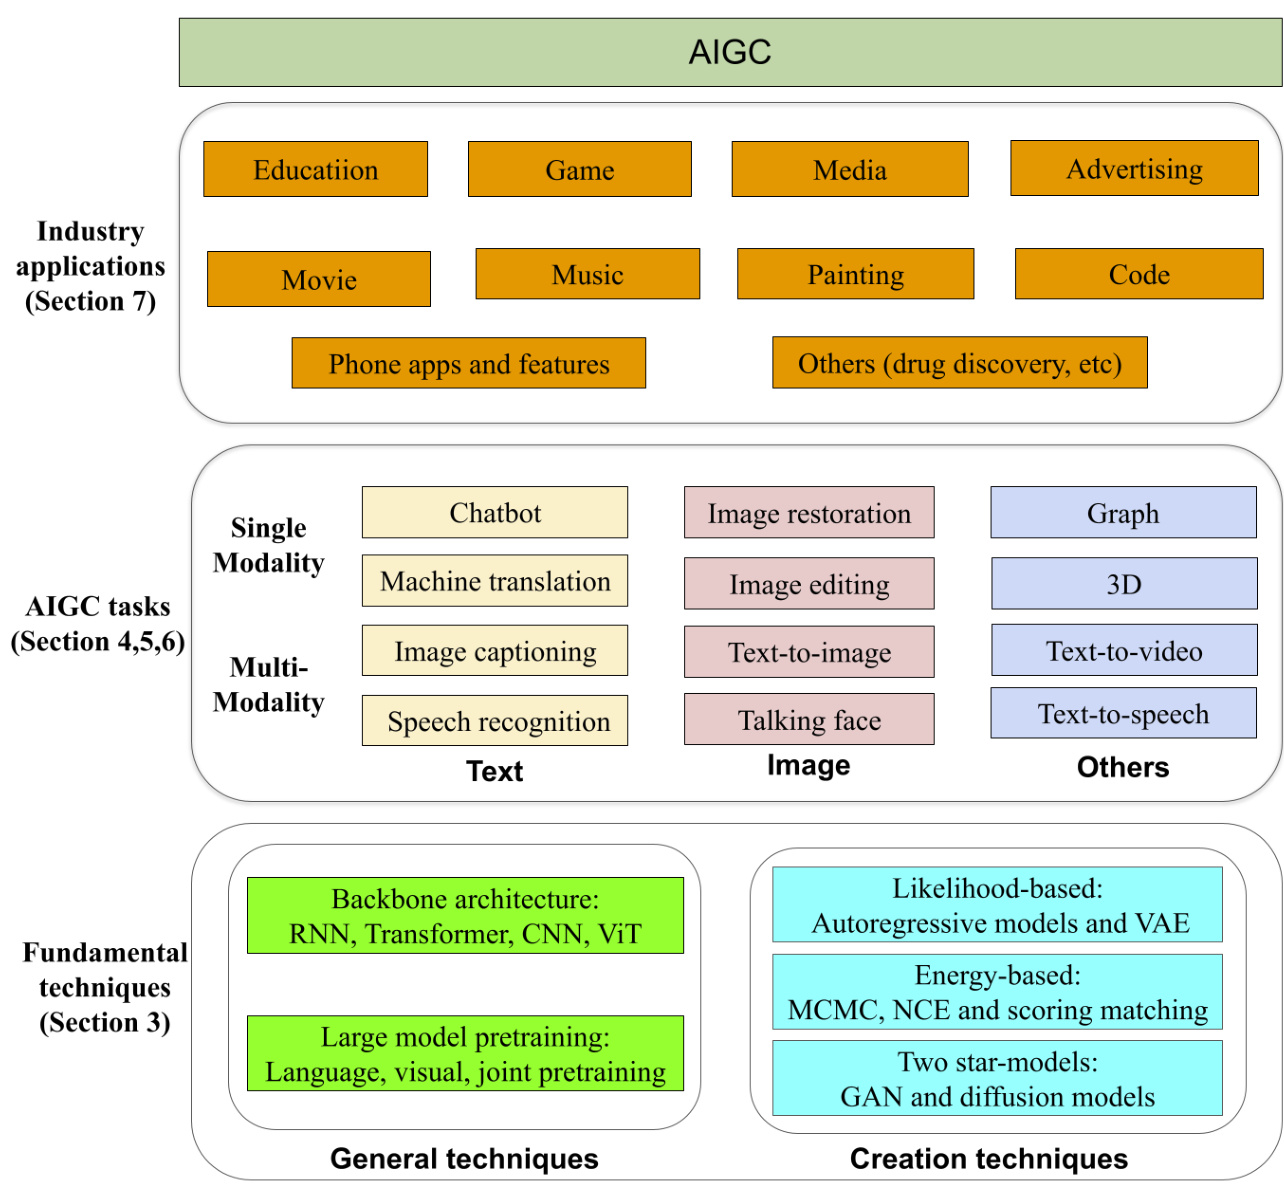 AIGC
Industry
applications
(Section 7)
Educatiion
Game
Media
Advertising
Movie
Music
Painting
Code
Phone apps and features
Others (drug discovery, etc)
AIGC tasks
(Section 4,5,6)
Single
Modality
Multi-
Modality
Chatbot
Image restoration
Graph
Machine translation
Image editing
3D
Image captioning
Text-to-image
Text-to-video
Speech recognition
Talking face
Text-to-speech
Text
Image
Others
Fundamental
techniques
(Section 3)
Backbone architecture:
RNN, Transformer, CNN, ViT
Large model pretraining:
Language, visual, joint pretraining
General techniques
Likelihood-based:
Autoregressive models and VAE
Energy-based:
MCMC, NCE and scoring matching
Two star-models:
GAN and diffusion models
Creation techniques